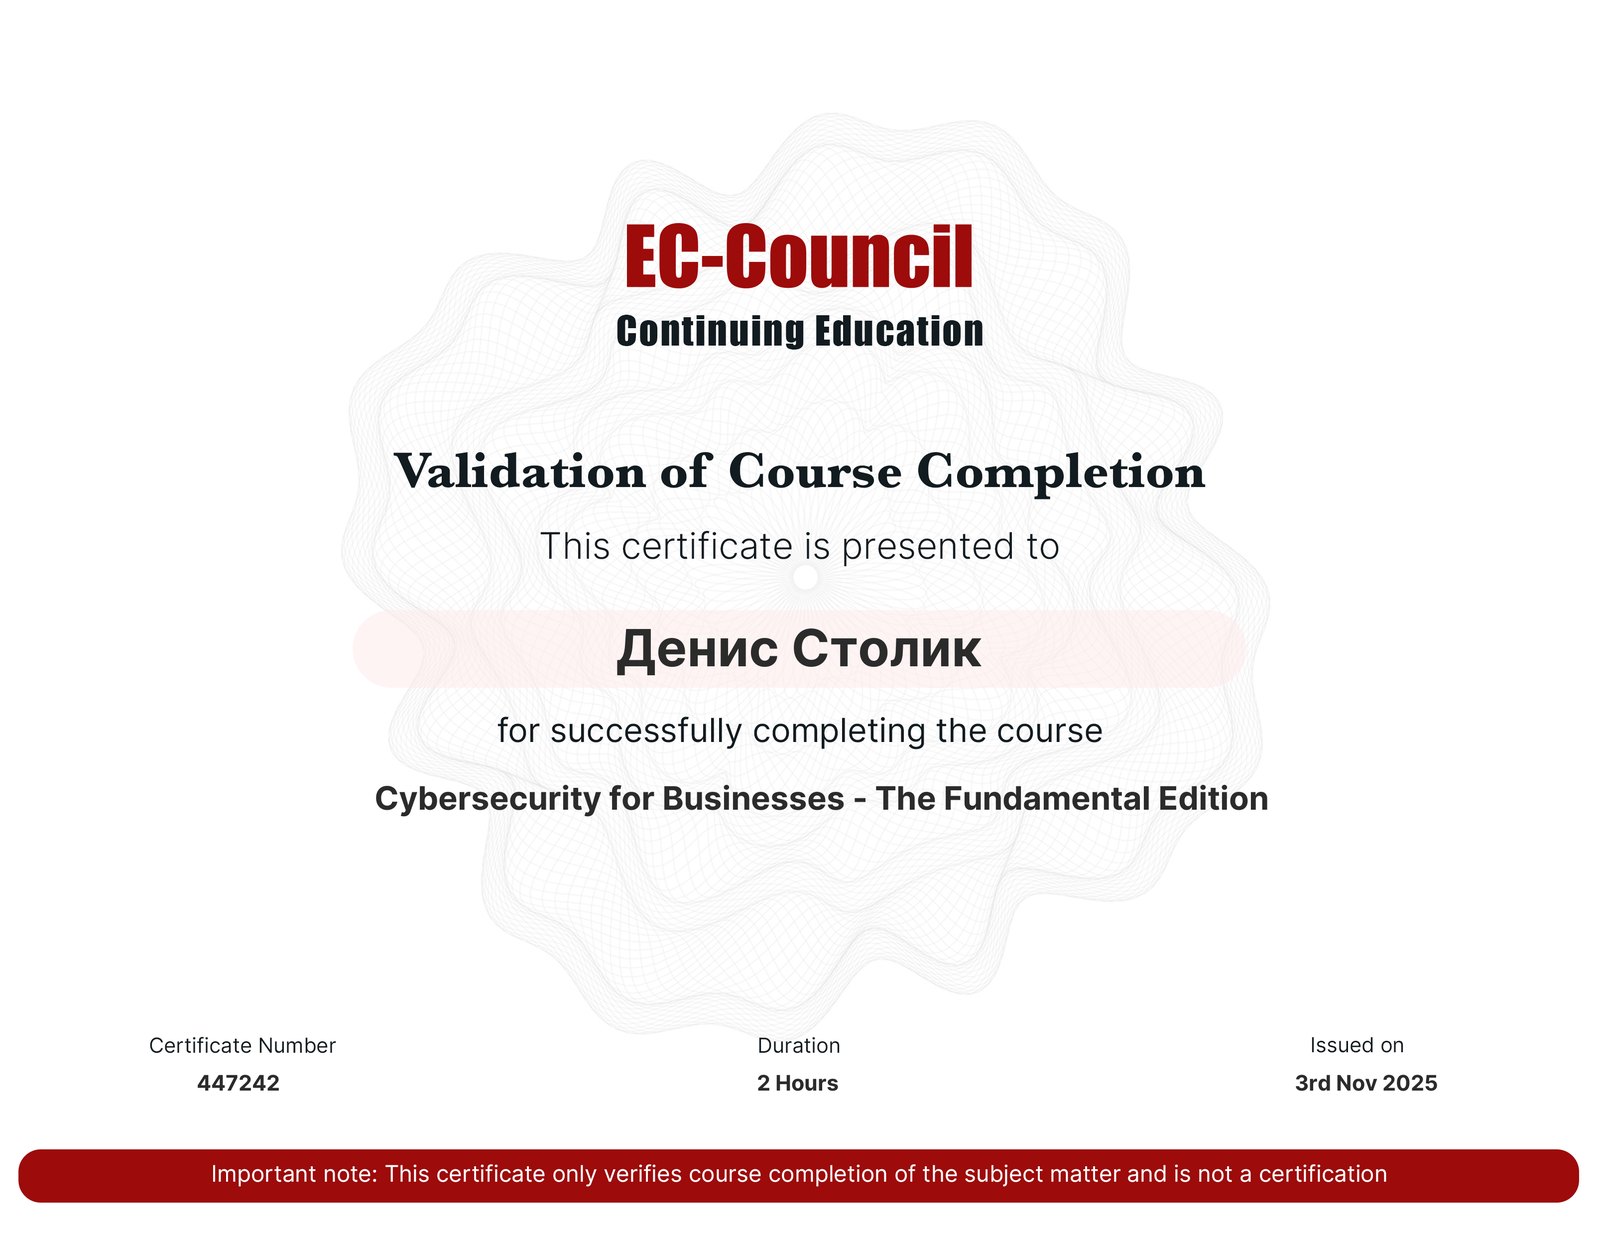 EC-Council
Continuing Education
Validation of Course Completion
This certificate is presented to
Денис Столик
for successfully completing the course
Cybersecurity for Businesses - The Fundamental Edition
Certificate Number
447242
Duration
2 Hours
Issued on
3rd Nov 2025
Important note: This certificate only verifies course completion of the subject matter and is not a certification